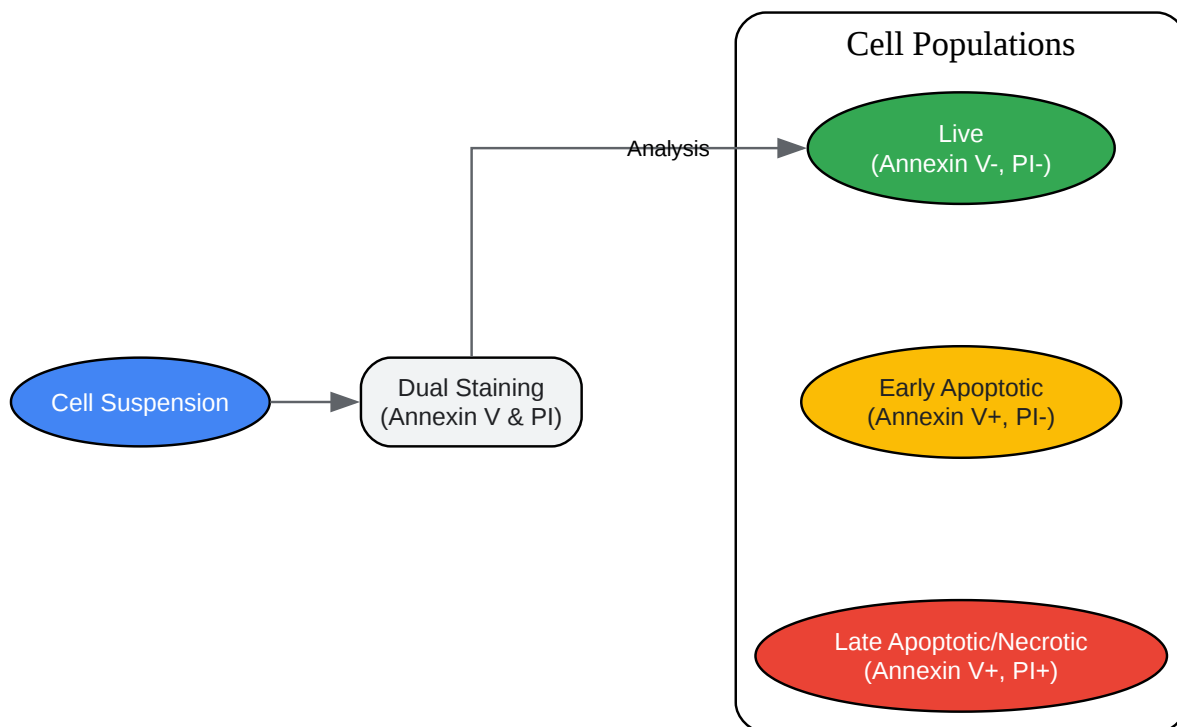 Cell Populations
Live
(Annexin V-, PI-)
Analysis
Cell Suspension
Dual Staining
(Annexin V & PI)
Early Apoptotic
(Annexin V+, PI-)
Late Apoptotic/Necrotic
(Annexin V+, PI+)